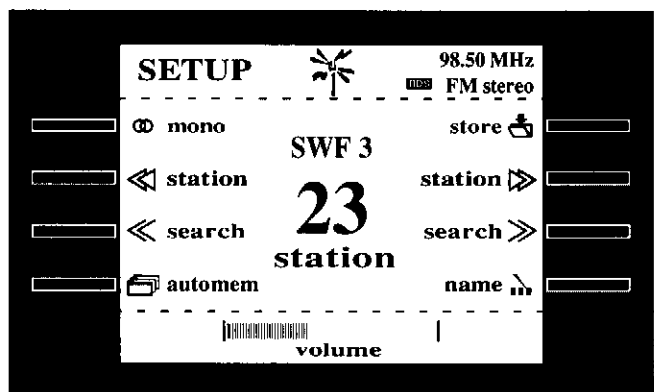 SETUP 98.50 MHz
RDS FM stereo
mono store
SWF 3
station station
23
search search
station
automem name
volume